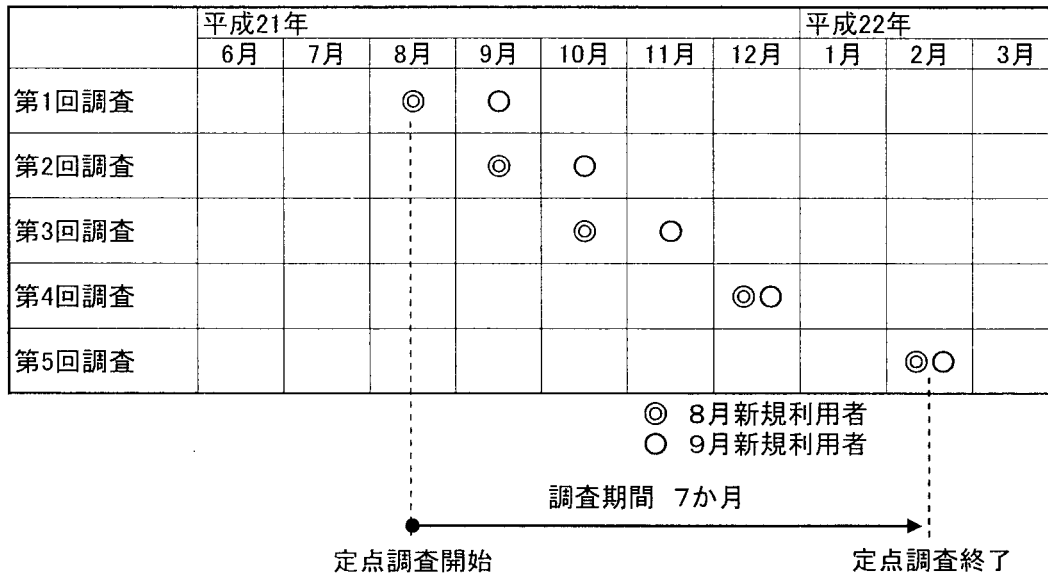 平成21年 平成22年
6月 7月 8月 9月 10月 11月 12月 1月 2月 3月
第1回調査 ◎ ○
第2回調査 ◎ ○
第3回調査 ◎ ○
第4回調査 ◎○
第5回調査 ◎○
◎ 8月新規利用者
○ 9月新規利用者
調査期間 7か月
定点調査開始 定点調査終了